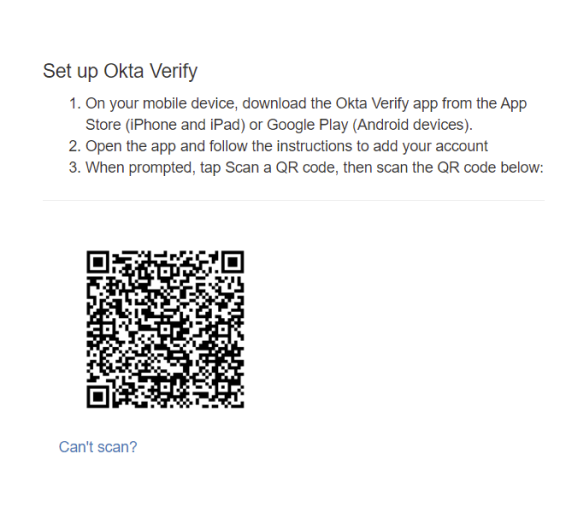 Set up Okta Verify
1. On your mobile device, download the Okta Verify app from the App
Store (iPhone and iPad) or Google Play (Android devices).
2. Open the app and follow the instructions to add your account
3. When prompted, tap Scan a QR code, then scan the QR code below:
Can't scan?